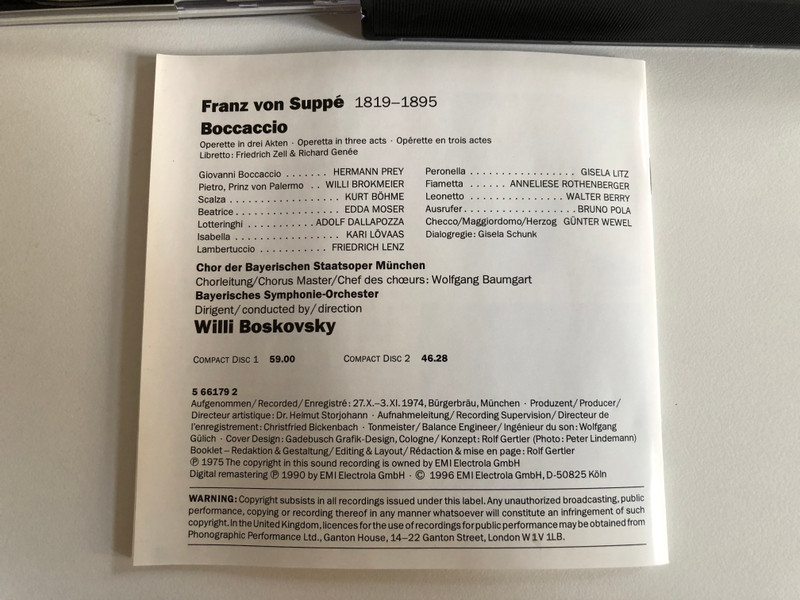 Franz von Suppé 1819–1895
Boccaccio
Operette in drei Akten · Operetta in three acts · Opérette en trois actes
Libretto: Friedrich Zell & Richard Genée
Giovanni Boccaccio ....... HERMANN PREY
Pietro, Prinz von Palermo .. WILLI BROKMEIER
Scalza .................. KURT BÖHME
Beatrice ................. EDDA MOSER
Lotteringhi ............ ADOLF DALLAPOZZA
Isabella ................. KARI LÖVAAS
Lambertuccio ........... FRIEDRICH LENZ
Peronella ................. GISELA LITZ
Fiametta ...... ANNELIESE ROTHENBERGER
Leonetto ............... WALTER BERRY
Ausrufer ................. BRUNO POLA
Checco/Maggiordomo/Herzog GÜNTER WEWEL
Dialogregie: Gisela Schunk
Chor der Bayerischen Staatsoper München
Chorleitung/Chorus Master/Chef des chœurs: Wolfgang Baumgart
Bayerisches Symphonie-Orchester
Dirigent/conducted by/direction
Willi Boskovsky
COMPACT DISC 1 59.00 COMPACT DISC 2 46.28
5 66179 2
Aufgenommen/Recorded/Enregistré: 27.X.–3.XI.1974, Bürgerbräu, München · Produzent/Producer/
Directeur artistique: Dr. Helmut Storjohann · Aufnahmeleitung/Recording Supervision/Directeur de
l'enregistrement: Christfried Bickenbach · Tonmeister/Balance Engineer/Ingénieur du son: Wolfgang
Gülich · Cover Design: Gadebusch Grafik-Design, Cologne/Konzept: Rolf Gertler (Photo: Peter Lindemann)
Booklet – Redaktion & Gestaltung/Editing & Layout/Rédaction & mise en page: Rolf Gertler
℗ 1975 The copyright in this sound recording is owned by EMI Electrola GmbH
Digital remastering ℗ 1990 by EMI Electrola GmbH · © 1996 EMI Electrola GmbH, D-50825 Köln
WARNING: Copyright subsists in all recordings issued under this label. Any unauthorized broadcasting, public
performance, copying or recording thereof in any manner whatsoever will constitute an infringement of such
copyright. In the United Kingdom, licences for the use of recordings for public performance may be obtained from
Phonographic Performance Ltd., Ganton House, 14–22 Ganton Street, London W1V 1LB.